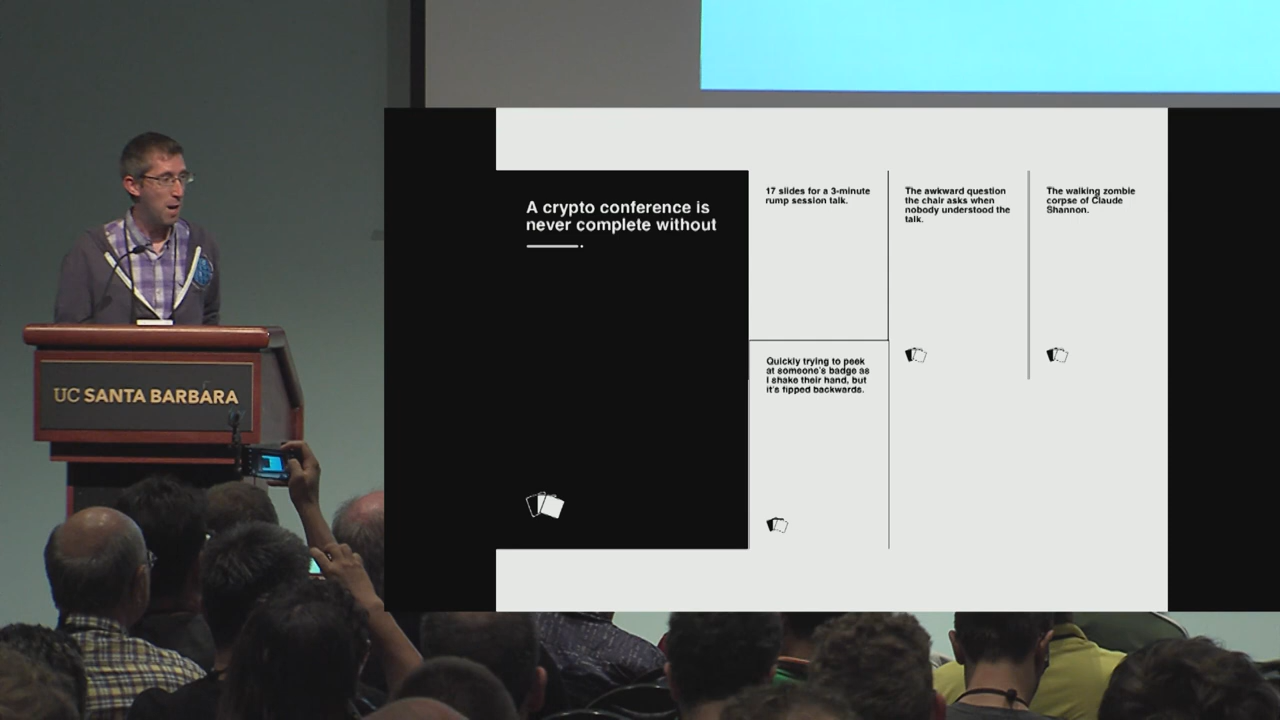 UC SANTA BARBARA
A crypto conference is
never complete without
17 slides for a 3-minute
rump session talk.
The awkward question
the chair asks when
nobody understood the
talk.
The walking zombie
corpse of Claude
Shannon.
Quickly trying to peek
at someone's badge as
I shake their hand, but
it's flipped backwards.